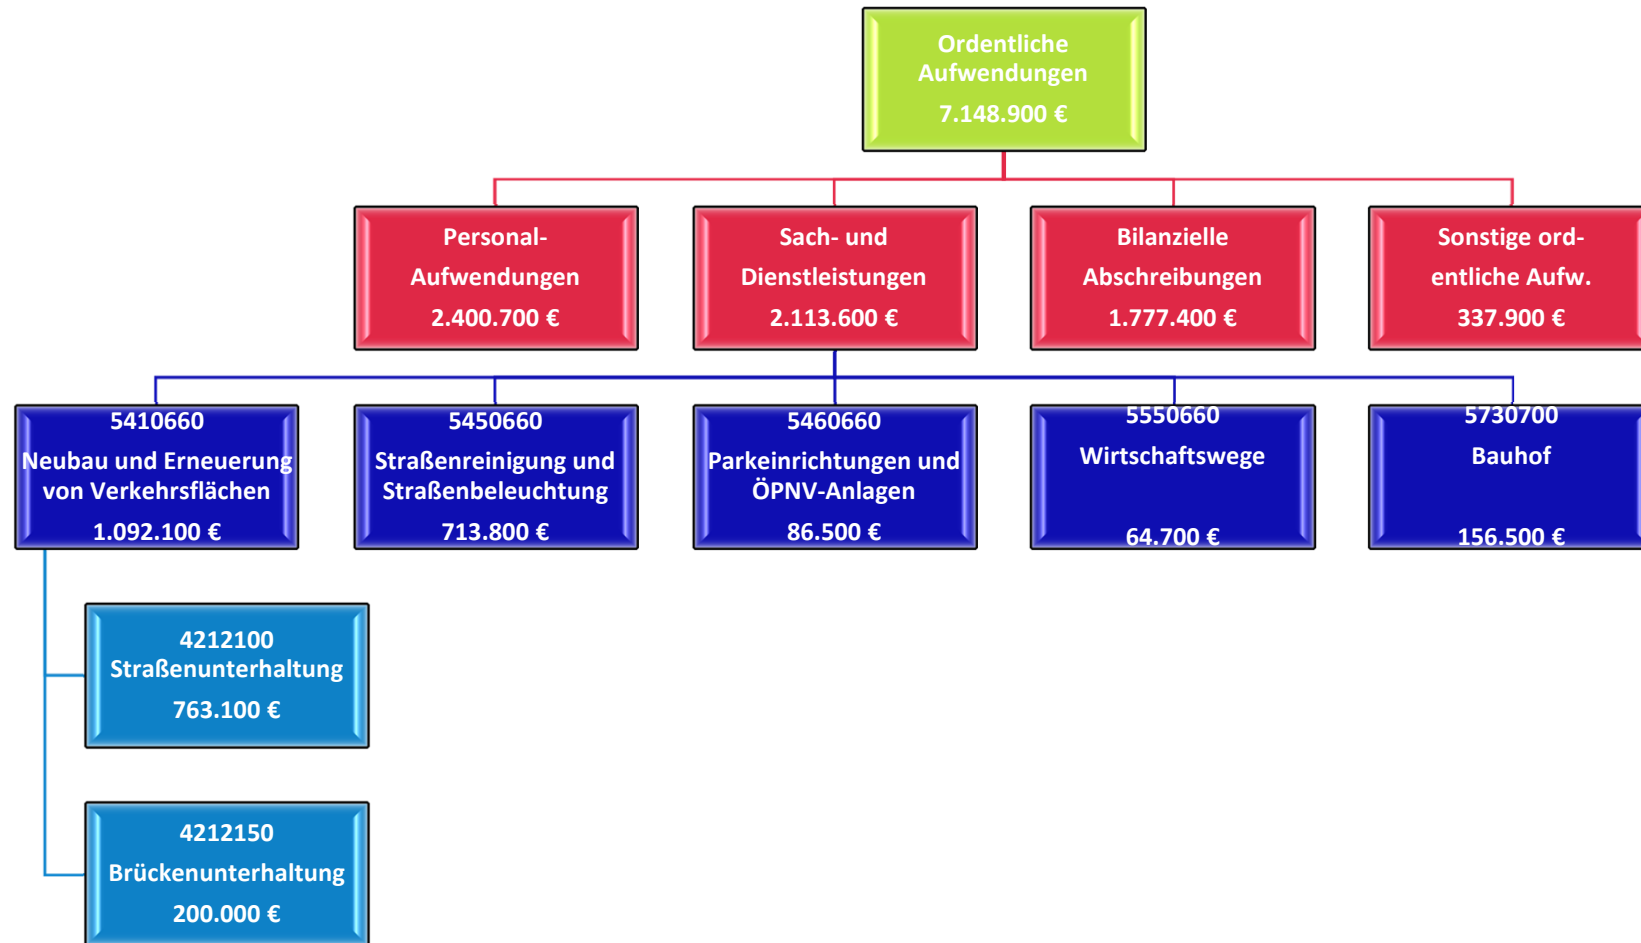 Ordentliche
Aufwendungen
7.148.900 €
Personal-
Aufwendungen
2.400.700 €
Sach- und
Dienstleistungen
2.113.600 €
Bilanzielle
Abschreibungen
1.777.400 €
Sonstige ord-
entliche Aufw.
337.900 €
5410660
Neubau und Erneuerung
von Verkehrsflächen
1.092.100 €
5450660
Straßenreinigung und
Straßenbeleuchtung
713.800 €
5460660
Parkeinrichtungen und
ÖPNV-Anlagen
86.500 €
5550660
Wirtschaftswege
64.700 €
5730700
Bauhof
156.500 €
4212100
Straßenunterhaltung
763.100 €
4212150
Brückenunterhaltung
200.000 €